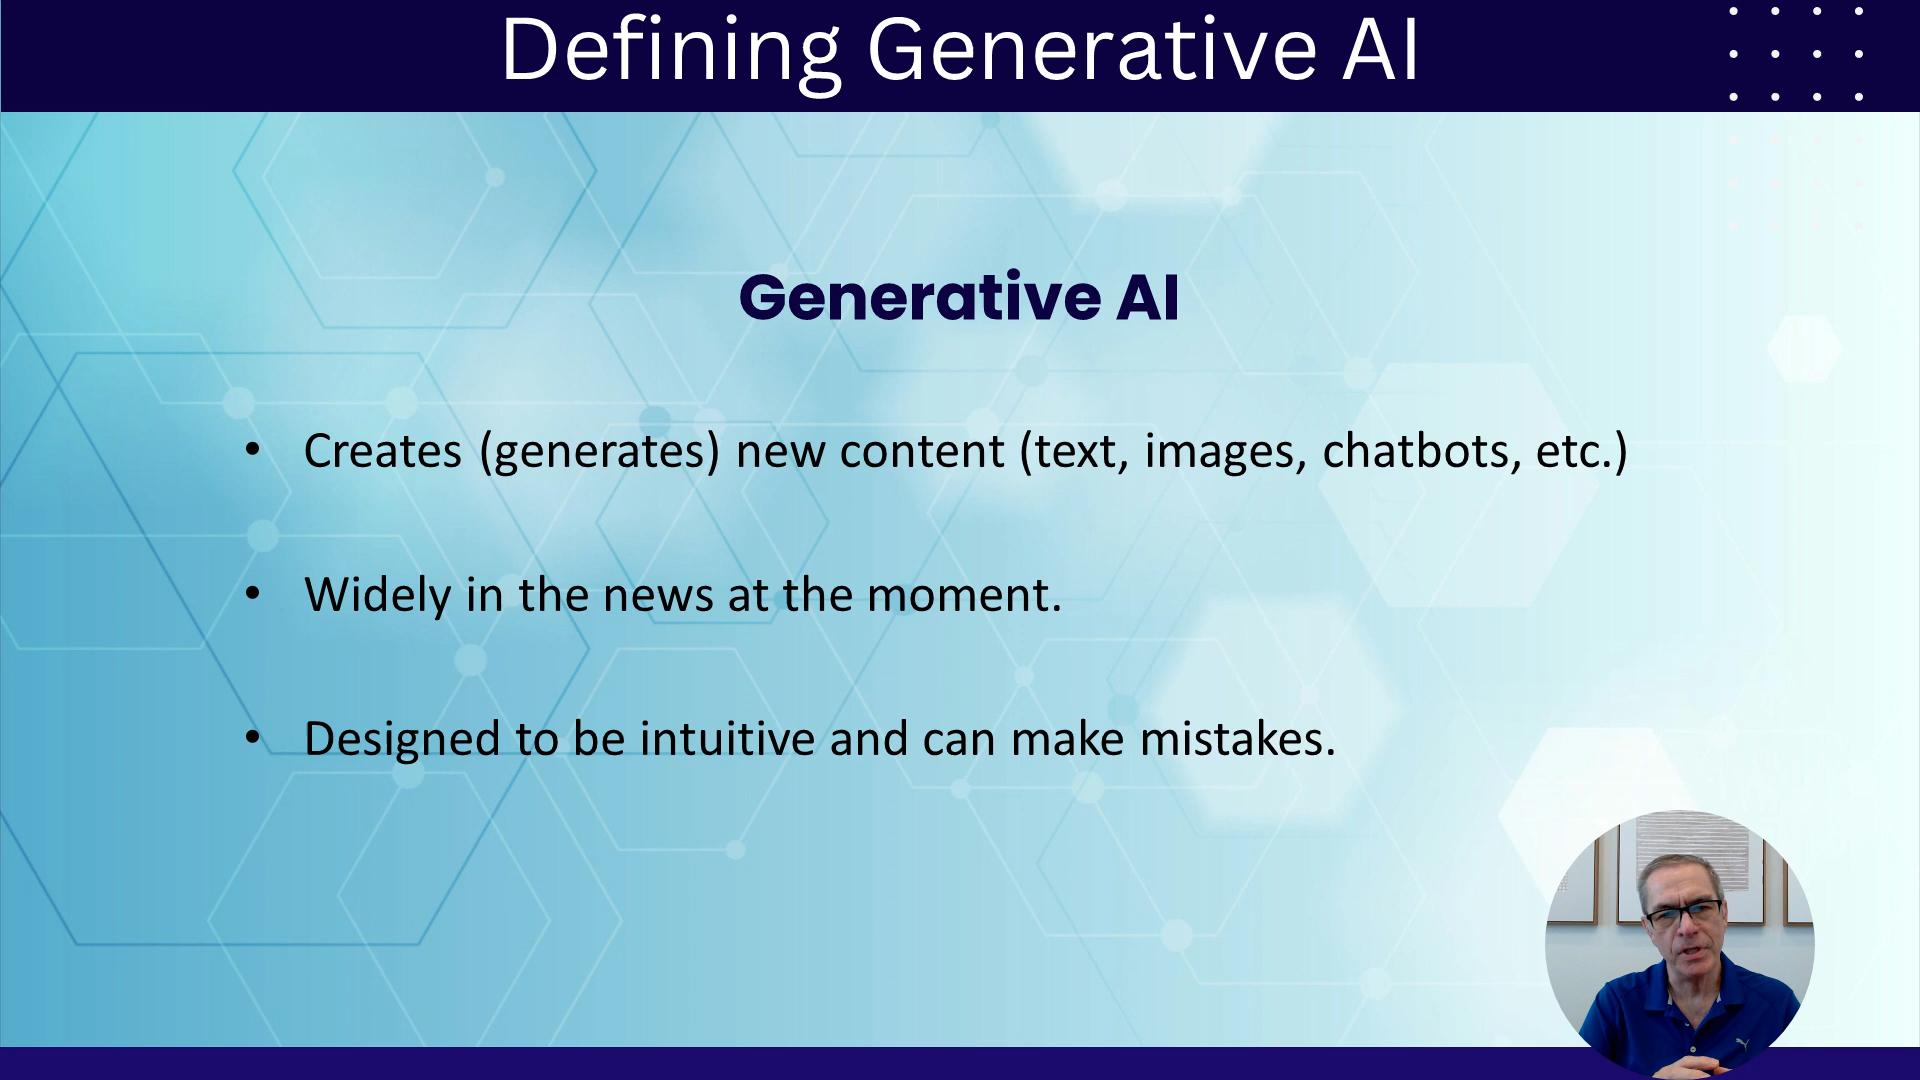 Defining Generative AI
Generative AI
• Creates (generates) new content (text, images, chatbots, etc.)
• Widely in the news at the moment.
• Designed to be intuitive and can make mistakes.